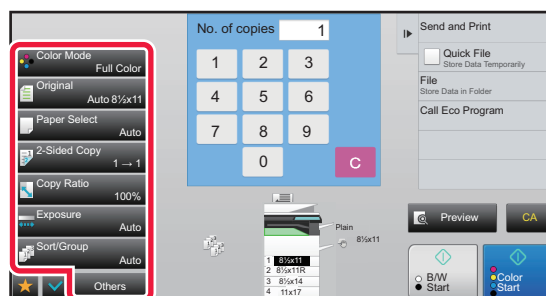 Color Mode
Full Color
Original
Auto 8½x11
Paper Select
Auto
2-Sided Copy
1→1
Copy Ratio
100%
Exposure
Auto
Sort/Group
Auto
Others
No. of copies 1
1 2 3
4 5 6
7 8 9
0 C
Plain
8½x11
1 8½x11
2 8½x11R
3 8½x14
4 11x17
Send and Print
Quick File
Store Data Temporarily
File
Store Data in Folder
Call Eco Program
Preview CA
B/W
Start
Color
Start